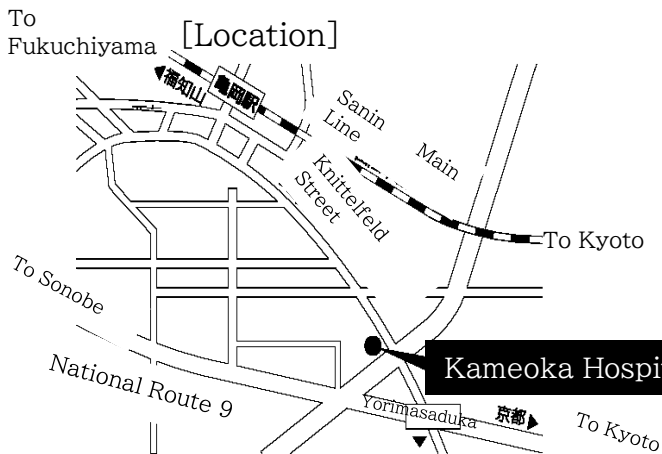 To
Fukuchiyama
[Location]
福知山
亀岡駅
Sanin
Line
Main
Knittelfeld
Street
To Kyoto
To Sonobe
Kameoka Hospi
National Route 9
Yorimasaduka
京都
To Kyoto